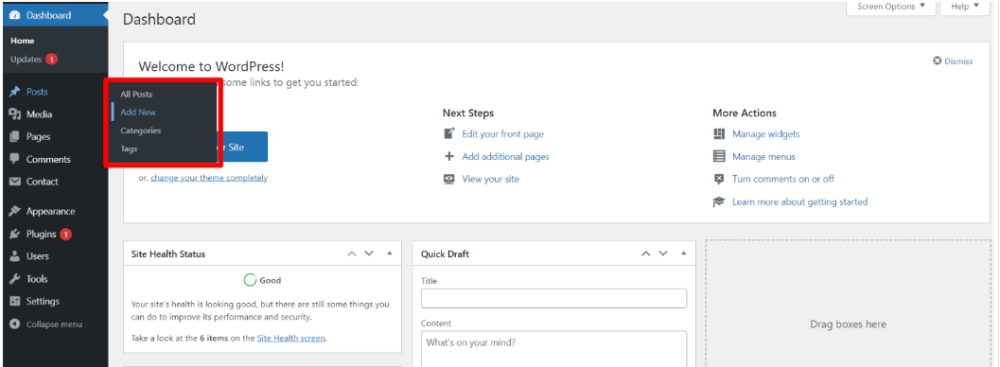 Dashboard
Home
Updates 1
Posts
Media
Pages
Comments
Contact
Appearance
Plugins 1
Users
Tools
Settings
Collapse menu
All Posts
Add New
Categories
Tags
Screen Options ▼
Help ▼
Dashboard
Welcome to WordPress!
some links to get you started:
Dismiss
Site
or, change your theme completely
Next Steps
Edit your front page
Add additional pages
View your site
More Actions
Manage widgets
Manage menus
Turn comments on or off
Learn more about getting started
Site Health Status
Good
Your site's health is looking good, but there are still some things you
can do to improve its performance and security.
Take a look at the 6 items on the Site Health screen.
Quick Draft
Title
Content
What's on your mind?
Drag boxes here